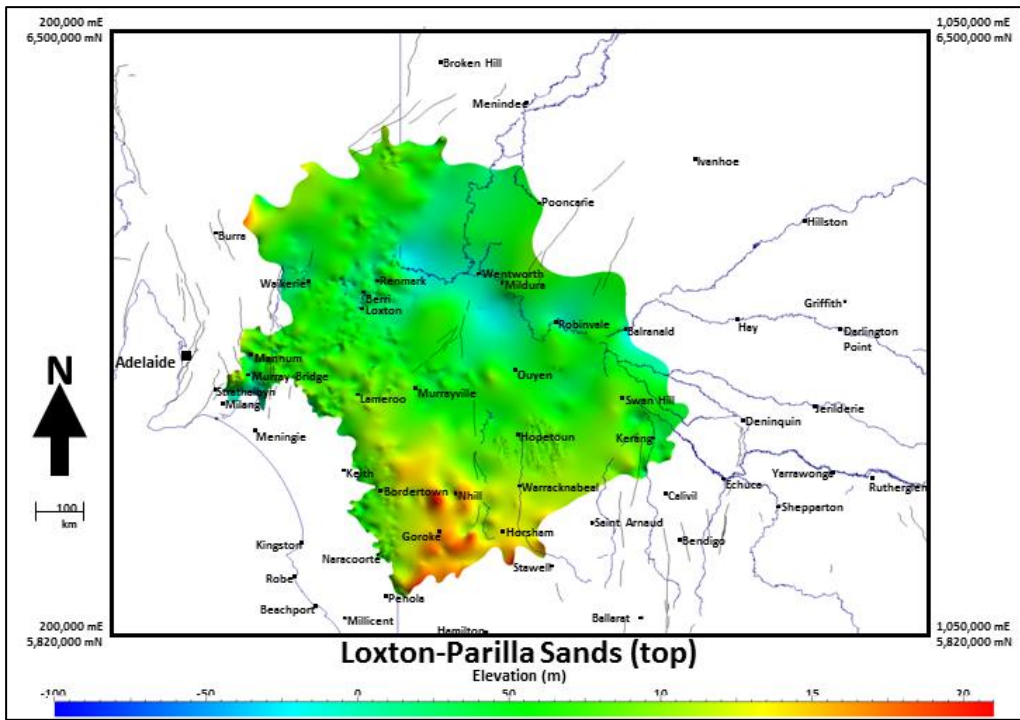 200,000 mE
6,500,000 mN
1,050,000 mE
6,500,000 mN
Broken Hill
Menindee
Ivanhoe
Pooncarie
Hillston
Burra
Wentworth
Waikerie
Renmark
Mildura
Berri
Loxton
Griffith
Robinvale
Balranald
Hay
Darlington
Point
Adelaide
Mannum
Murray Bridge
Ouyen
N
Strathalbyn
Milang
Lameroo
Murrayville
Swan Hill
Jerilderie
Deninquin
Meningie
Hopetoun
Kerang
Keith
Yarrawonga
Echuca
Rutherglen
Bordertown
Nhill
Warracknabeal
Calivil
100
km
Shepparton
Saint Arnaud
Goroke
Horsham
Bendigo
Kingston
Naracoorte
Stawell
Robe
Penola
Beachport
Millicent
Ballarat
Hamilton
200,000 mE
5,820,000 mN
1,050,000 mE
5,820,000 mN
Loxton-Parilla Sands (top)
Elevation (m)
-100
-50
0
50
10
15
20